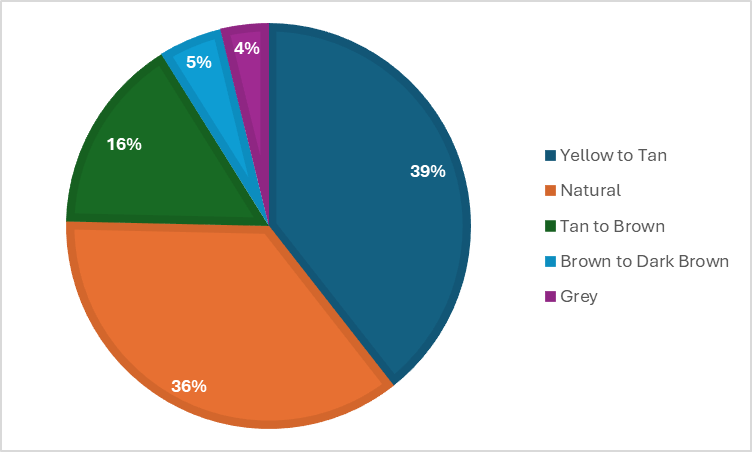 4%
5%
16%
39%
36%
Yellow to Tan
Natural
Tan to Brown
Brown to Dark Brown
Grey